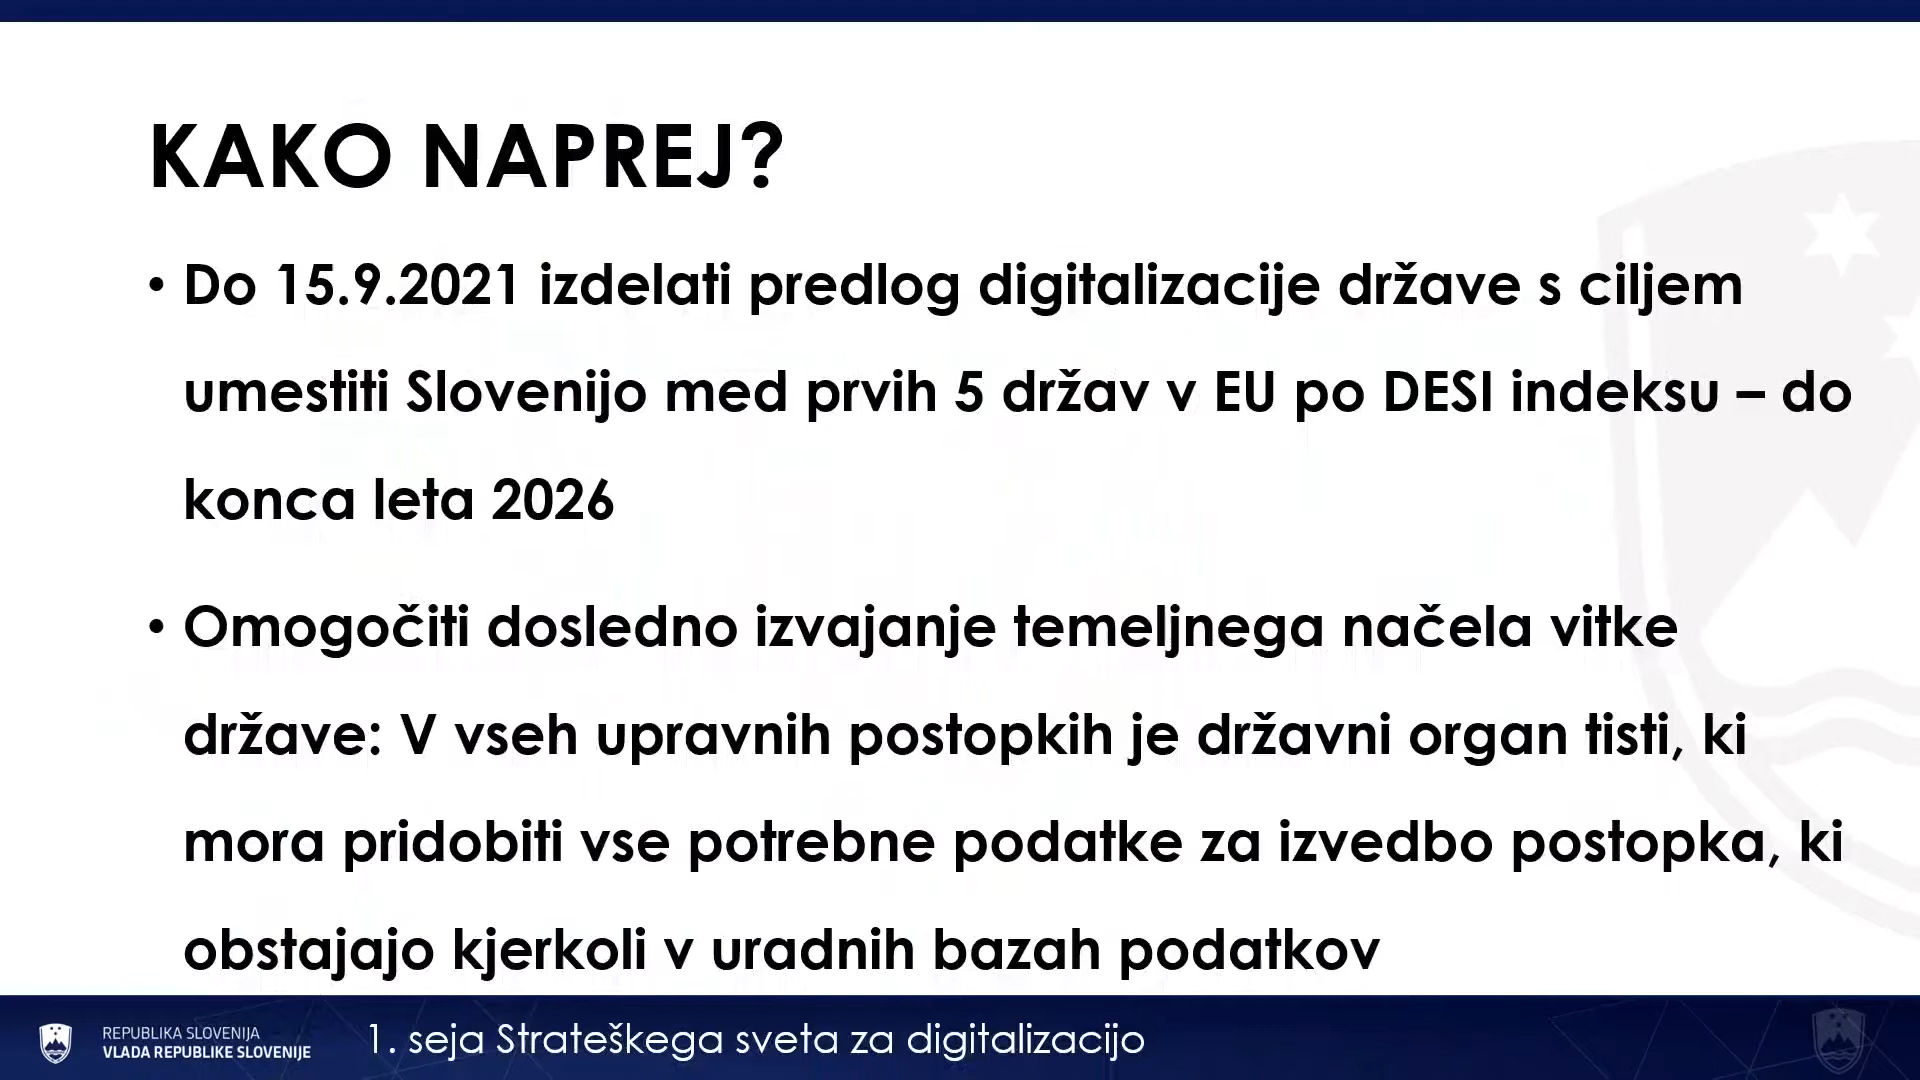 KAKO NAPREJ?
• Do 15.9.2021 izdelati predlog digitalizacije države s ciljem
umestiti Slovenijo med prvih 5 držav v EU po DESI indeksu – do
konca leta 2026
• Omogočiti dosledno izvajanje temeljnega načela vitke
države: V vseh upravnih postopkih je državni organ tisti, ki
mora pridobiti vse potrebne podatke za izvedbo postopka, ki
obstajajo kjerkoli v uradnih bazah podatkov
REPUBLIKA SLOVENIJA
VLADA REPUBLIKE SLOVENIJE
1. seja Strateškega sveta za digitalizacijo